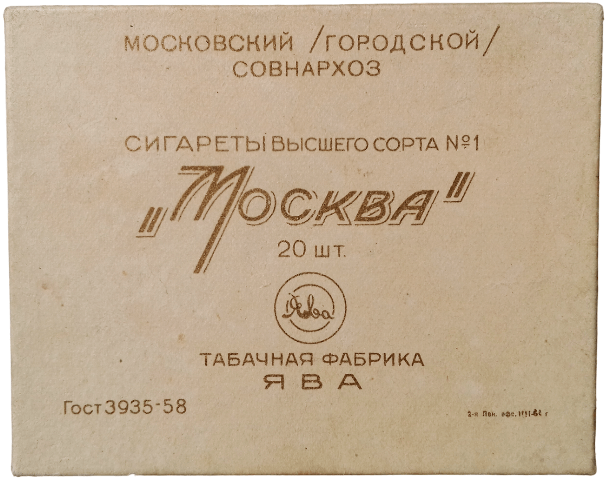 МОСКОВСКИЙ /ГОРОДСКОЙ/
СОВНАРХОЗ
СИГАРЕТЫ ВЫСШЕГО СОРТА №1
„МОСКВА"
20 ШТ.
Ява
ТАБАЧНАЯ ФАБРИКА
ЯВА
Гост 3935-58